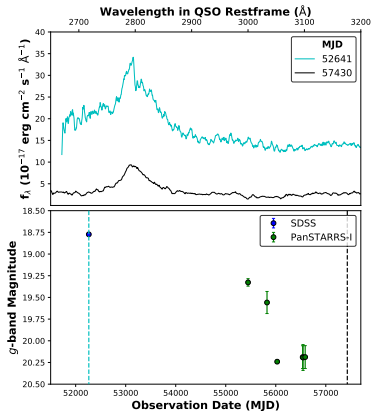 Wavelength in QSO Restframe (Å)
2700 2800 2900 3000 3100 3200
40
35
30
25
20
15
10
5
f_λ (10⁻¹⁷ erg cm⁻² s⁻¹ Å⁻¹)
MJD
52641
57430
18.50
18.75
19.00
19.25
19.50
19.75
20.00
20.25
20.50
g-band Magnitude
SDSS
PanSTARRS-I
52000 53000 54000 55000 56000 57000
Observation Date (MJD)